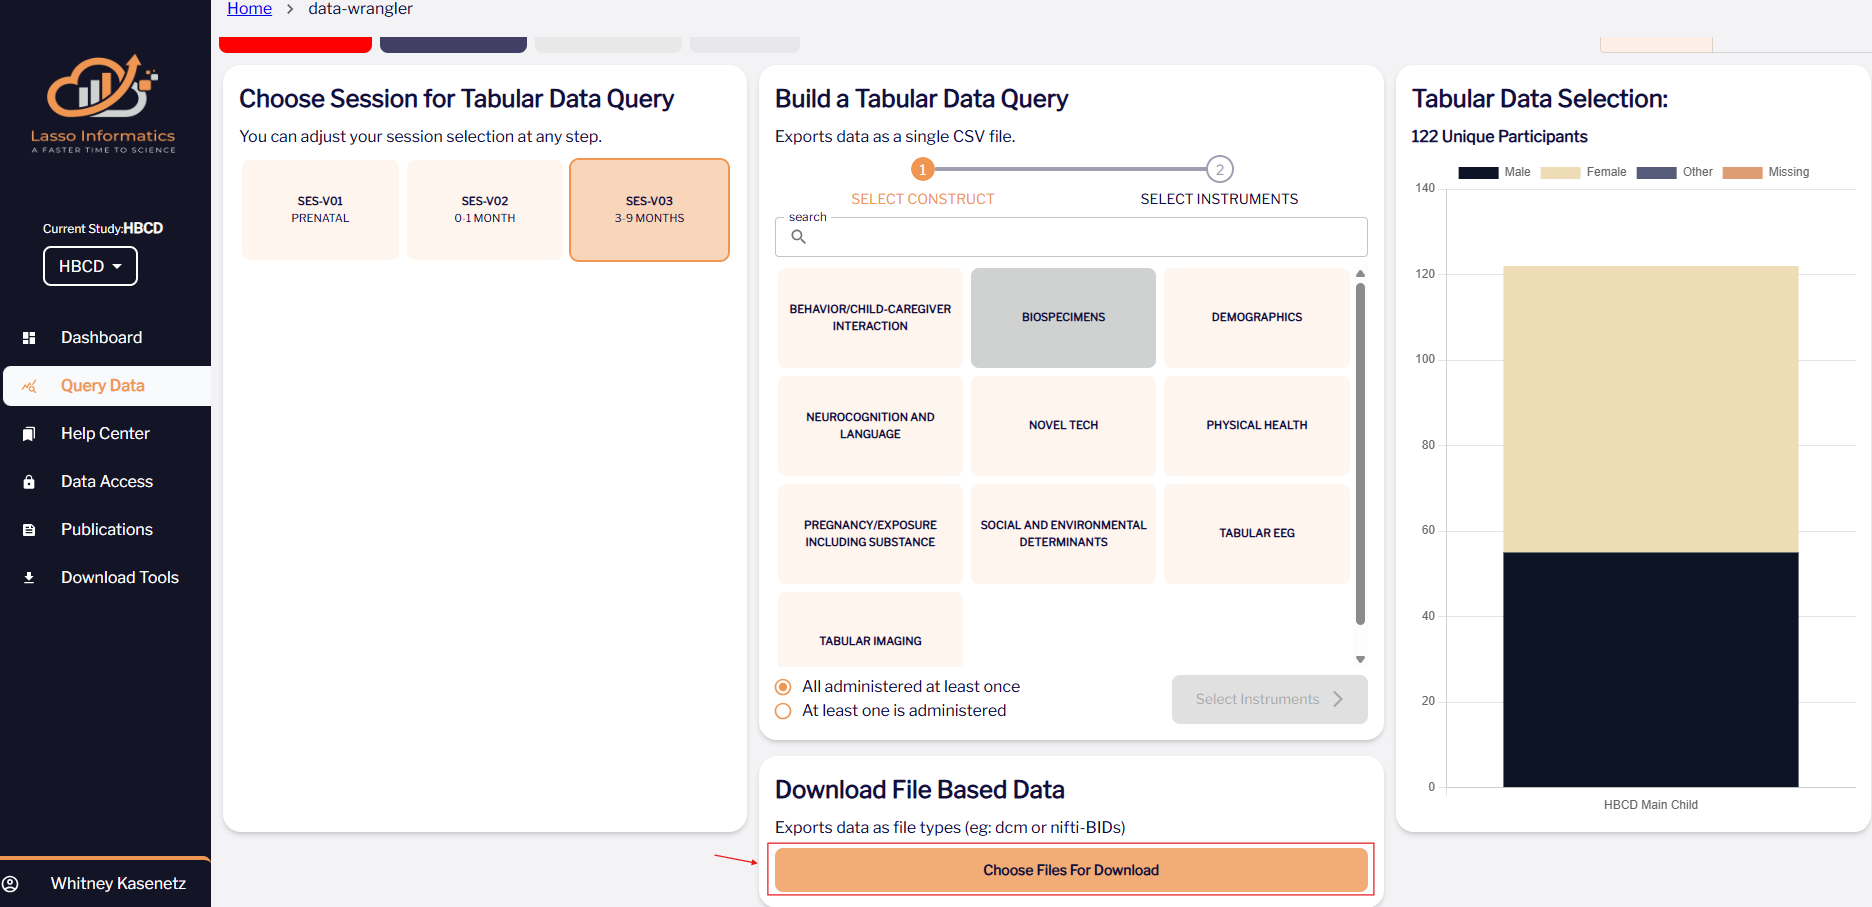 Home > data-wrangler
Lasso Informatics
A FASTER TIME TO SCIENCE
Current Study:HBCD
HBCD
Dashboard
Query Data
Help Center
Data Access
Publications
Download Tools
Whitney Kasenetz
Choose Session for Tabular Data Query
You can adjust your session selection at any step.
SES-V01
PRENATAL
SES-V02
0-1 MONTH
SES-V03
3-9 MONTHS
Build a Tabular Data Query
Exports data as a single CSV file.
1
2
SELECT CONSTRUCT
SELECT INSTRUMENTS
search
BEHAVIOR/CHILD-CAREGIVER
INTERACTION
BIOSPECIMENS
DEMOGRAPHICS
NEUROCOGNITION AND
LANGUAGE
NOVEL TECH
PHYSICAL HEALTH
PREGNANCY/EXPOSURE
INCLUDING SUBSTANCE
SOCIAL AND ENVIRONMENTAL
DETERMINANTS
TABULAR EEG
TABULAR IMAGING
All administered at least once
At least one is administered
Select Instruments
Download File Based Data
Exports data as file types (eg: dcm or nifti-BIDs)
Choose Files For Download
Tabular Data Selection:
122 Unique Participants
Male Female Other Missing
140
120
100
80
60
40
20
0
HBCD Main Child